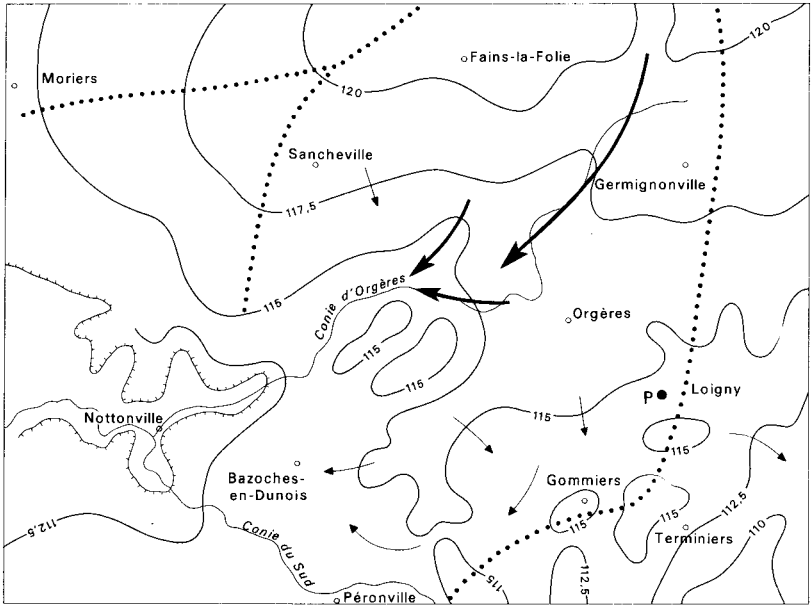 120
Fains-la-Folie
Moriers
120
Sancheville
Germignonville
117,5
115
Conie d'Orgères
Orgères
115
115
P
Loigny
115
Nottonville
115
Bazoches-
en-Dunois
Gommiers
112,5
115
115
110
112,5
Terminiers
Conie du Sud
115
112,5
Péronville